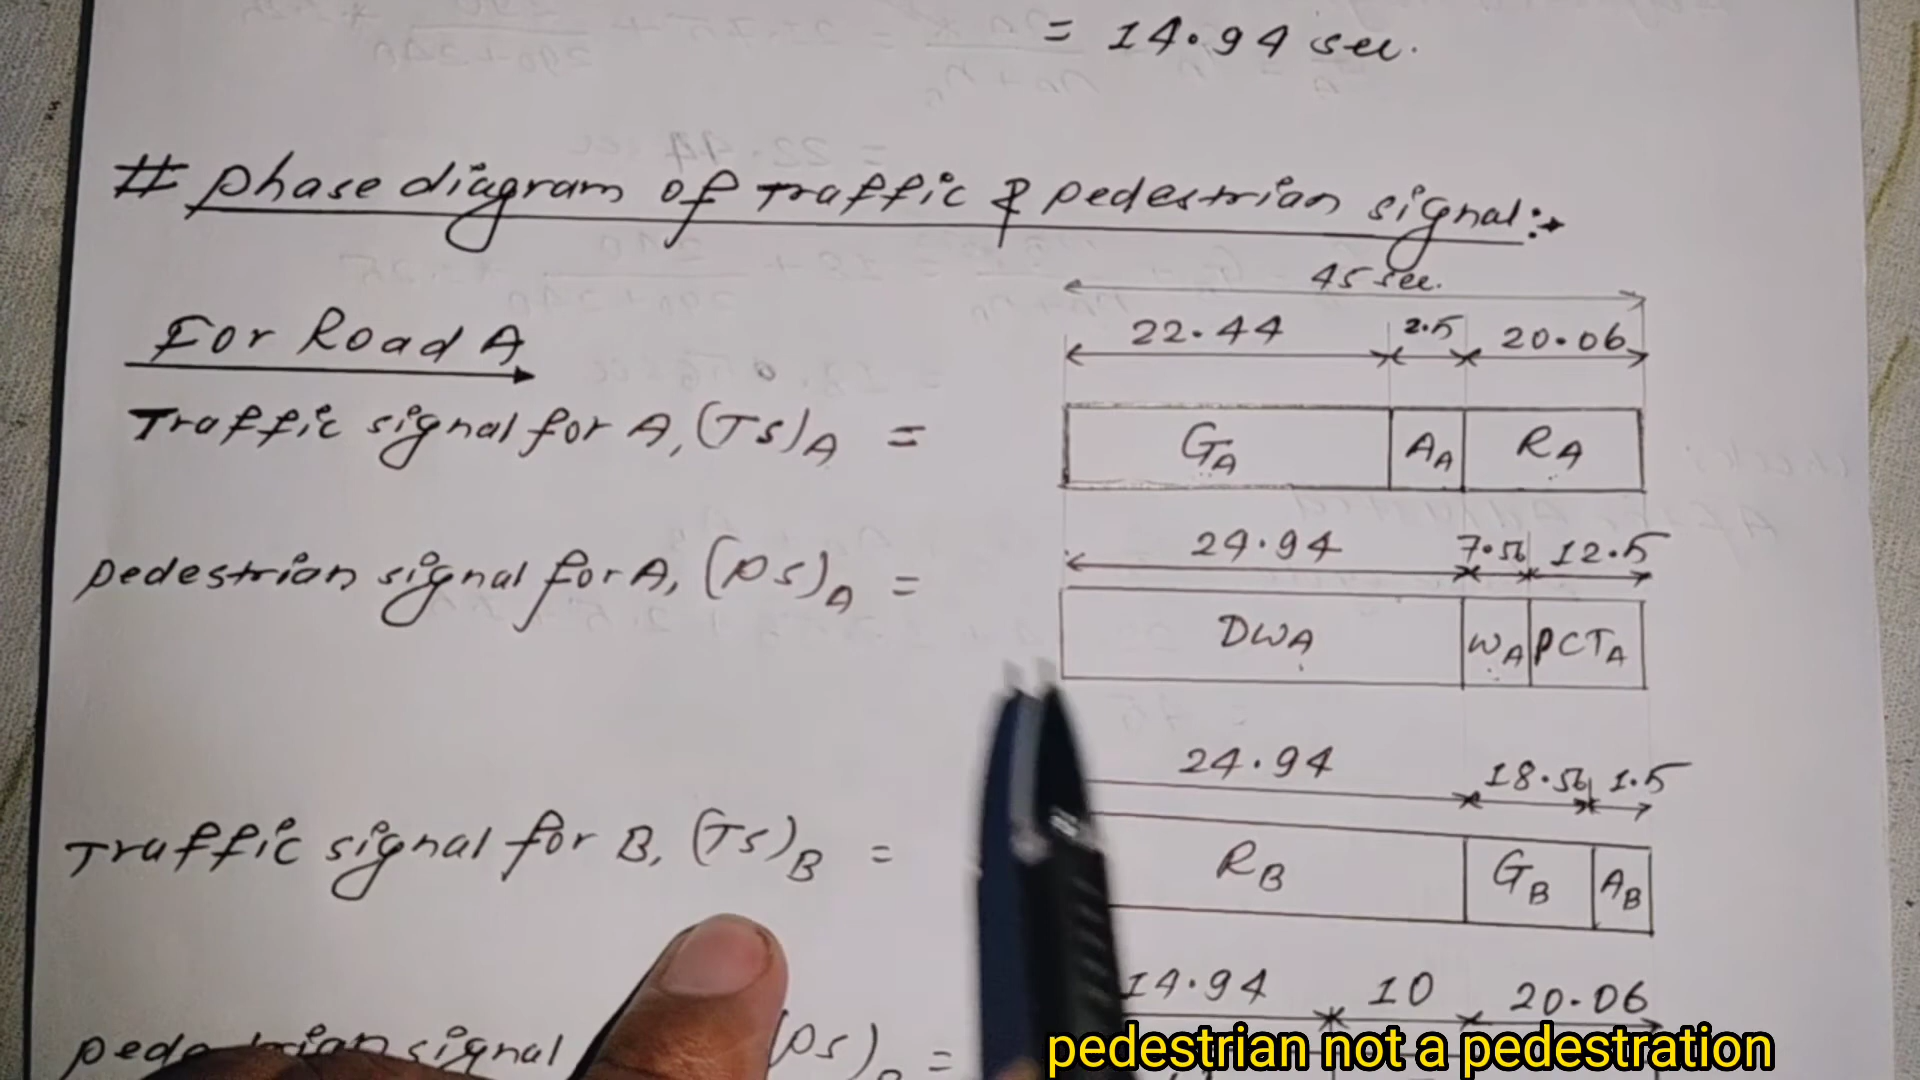 = 14.94 sec.
# phase diagram of Traffic & pedestrian signal:-
45 sec.
For Road A
22.44 2.5 20.06
Traffic signal for A, (TS)A =
GA AA RA
24.94 7.56 12.5
pedestrian signal for A, (PS)A =
DWA WA PCTA
24.94 18.56 1.5
Traffic signal for B, (TS)B =
RB GB AB
14.94 10 20.06
signal (PS) =
pedestrian not a pedestration